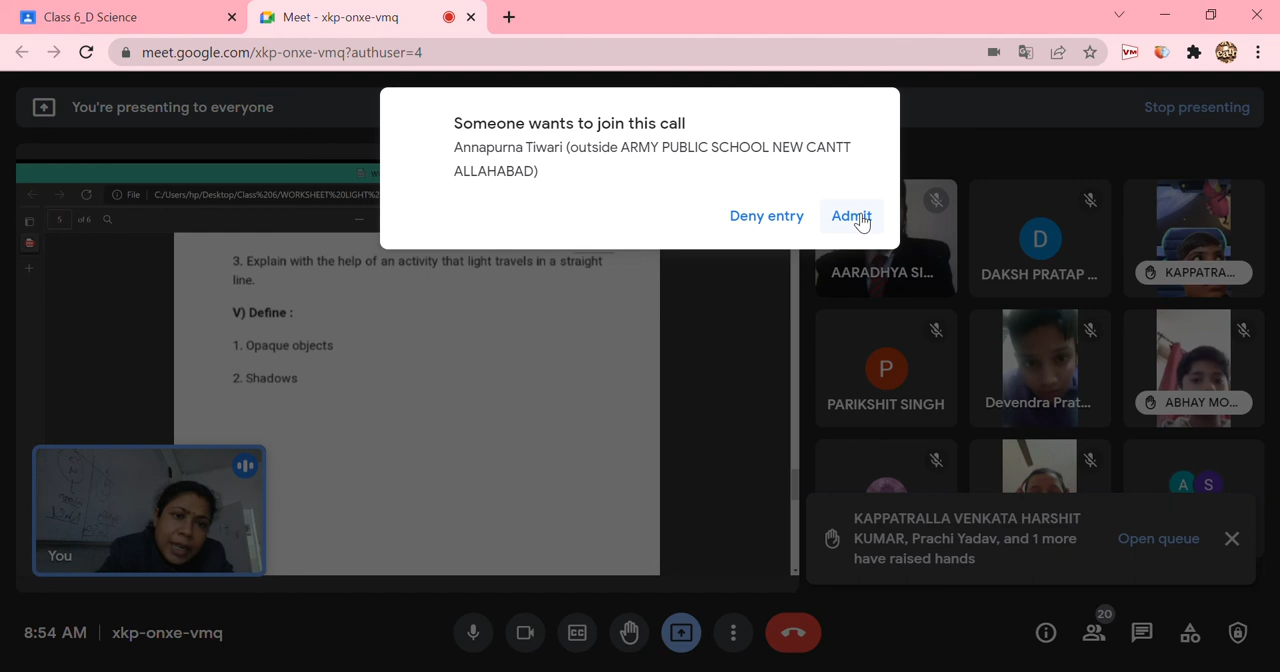 Class 6_D Science
Meet - xkp-onxe-vmq
meet.google.com/xkp-onxe-vmq?authuser=4
VM
You're presenting to everyone
Stop presenting
Someone wants to join this call
Annapurna Tiwari (outside ARMY PUBLIC SCHOOL NEW CANTT
ALLAHABAD)
Deny entry
Admit
File
C:/Users/hp/Desktop/Class%206/WORKSHEET%20LIGHT%2
5
of 6
3. Explain with the help of an activity that light travels in a straight
line.
V) Define :
1. Opaque objects
2. Shadows
AARADHYA SI...
D
DAKSH PRATAP ...
KAPPATRA...
P
PARIKSHIT SINGH
Devendra Prat...
ABHAY MO...
A
S
You
KAPPATRALLA VENKATA HARSHIT
KUMAR, Prachi Yadav, and 1 more
have raised hands
Open queue
8:54 AM
xkp-onxe-vmq
20